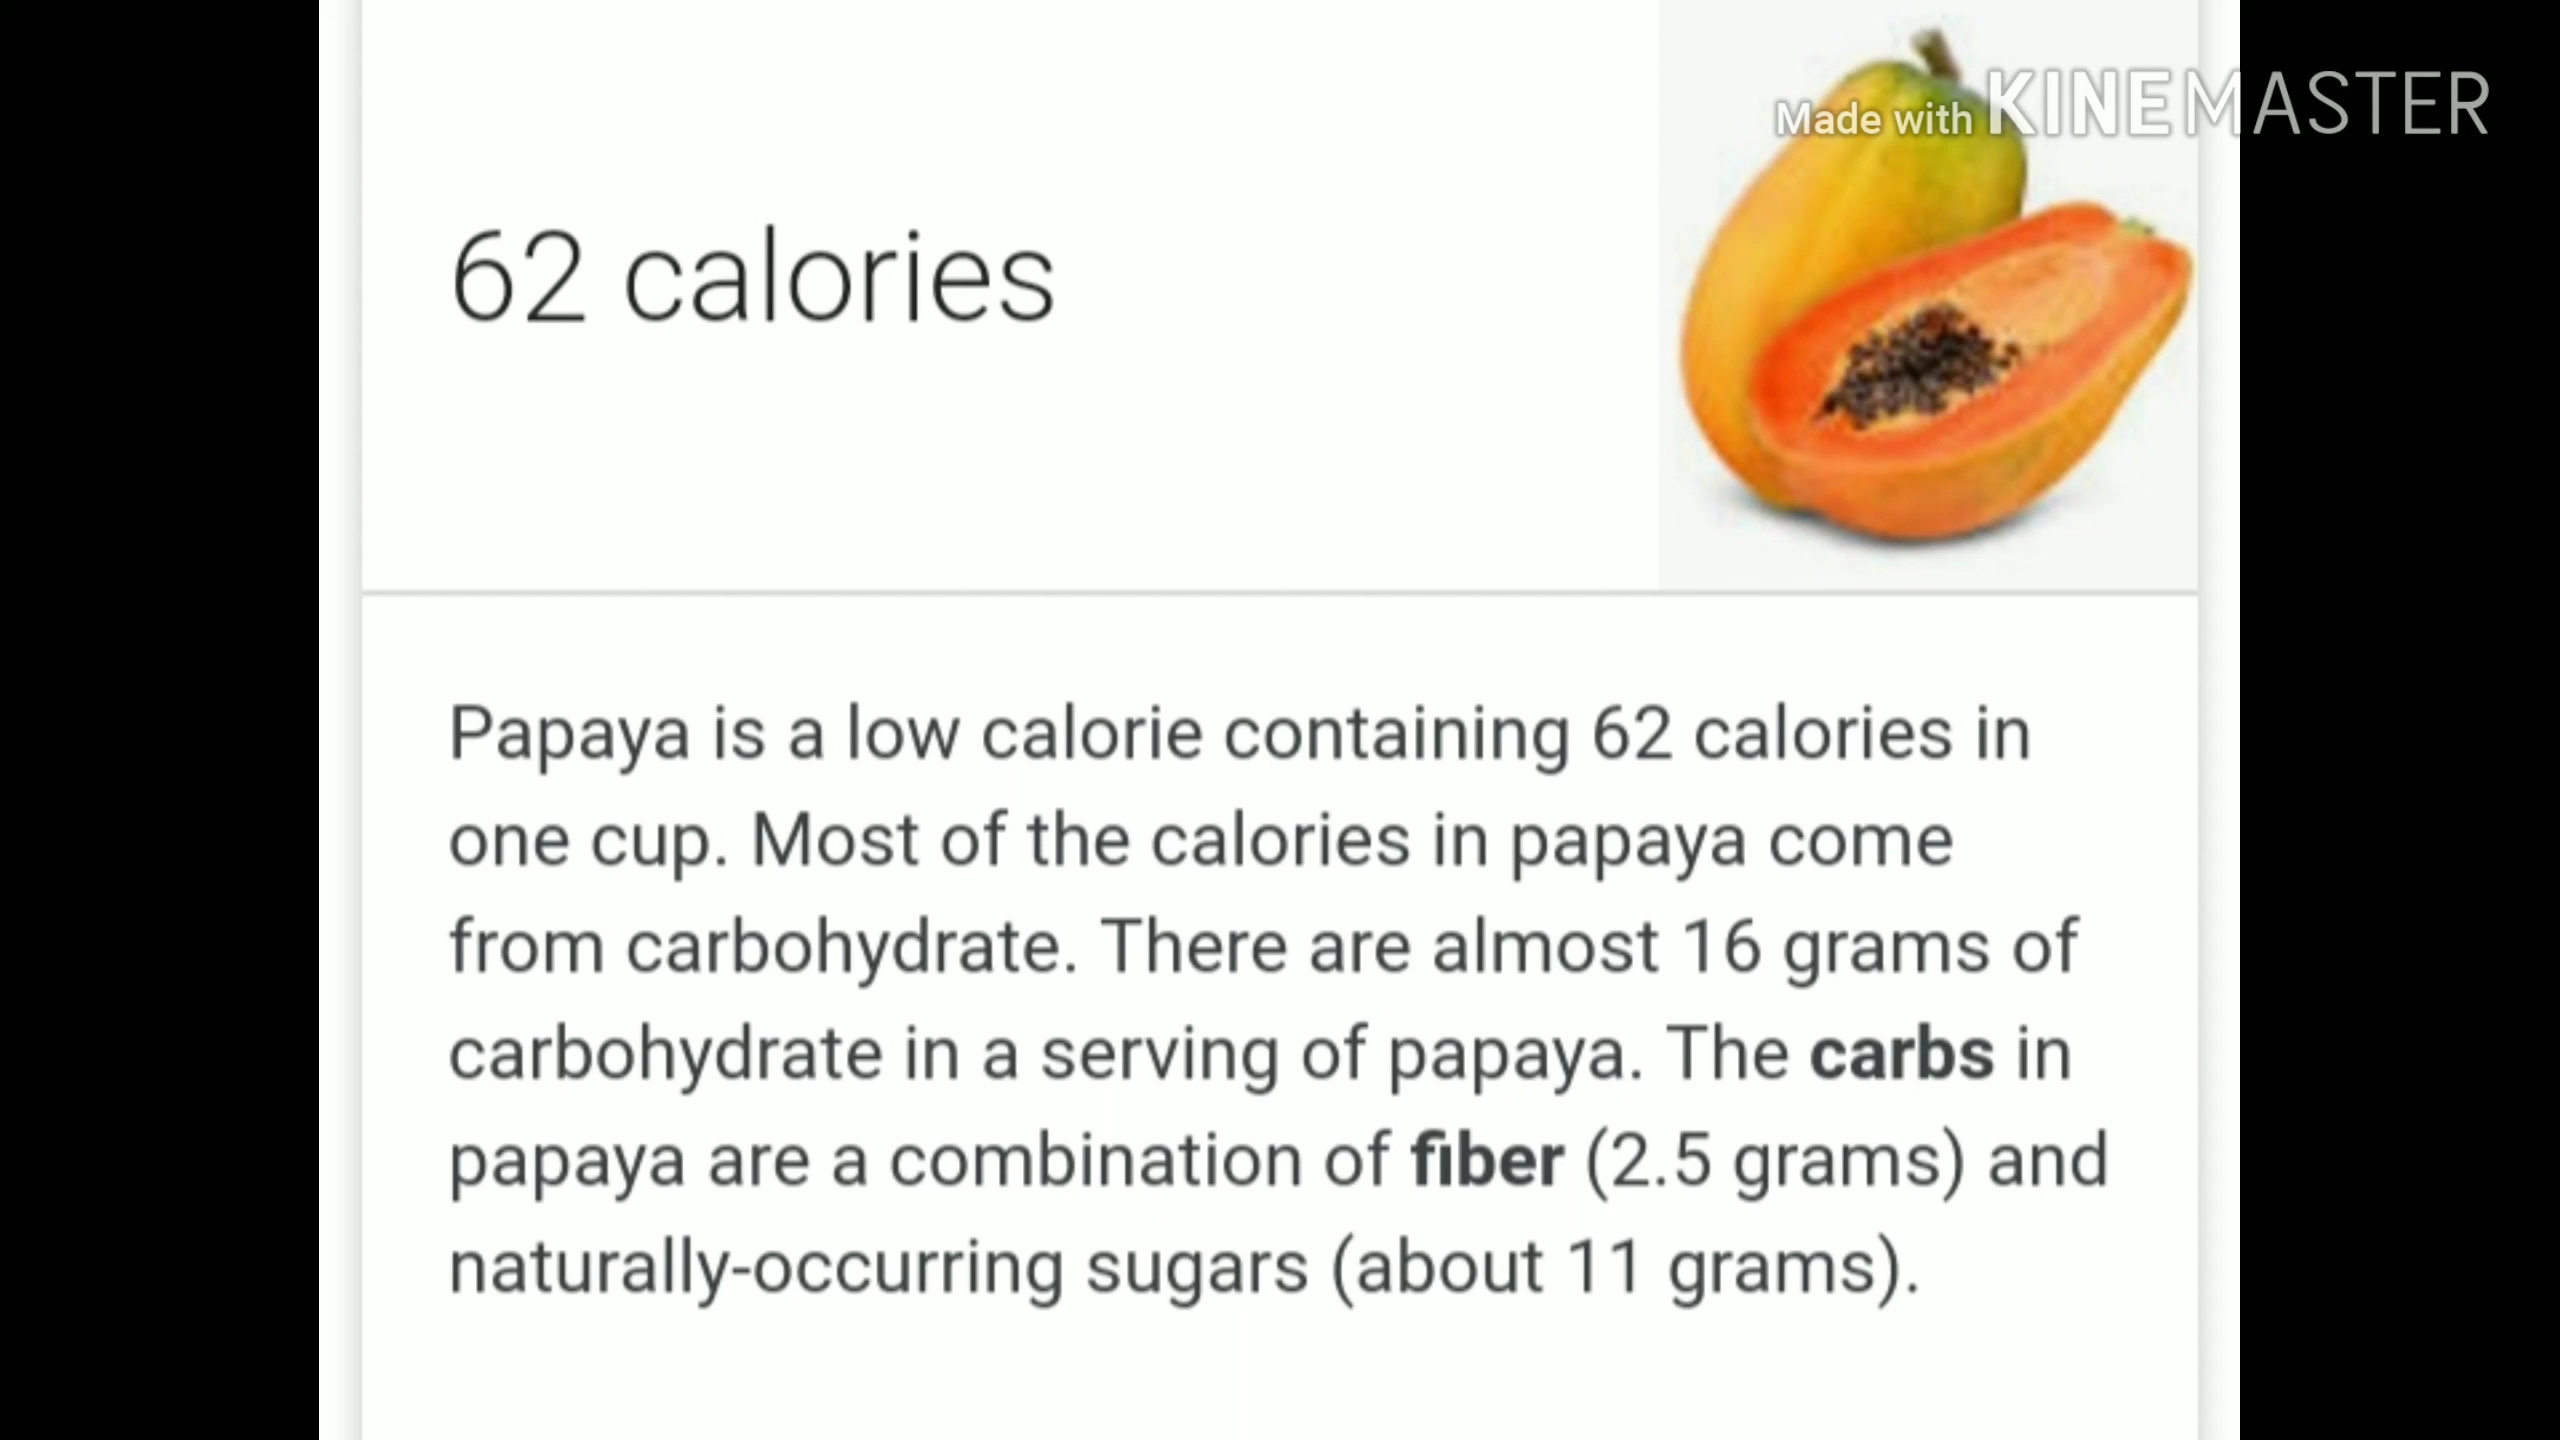 Made with KINEMASTER
62 calories
Papaya is a low calorie containing 62 calories in
one cup. Most of the calories in papaya come
from carbohydrate. There are almost 16 grams of
carbohydrate in a serving of papaya. The carbs in
papaya are a combination of fiber (2.5 grams) and
naturally-occurring sugars (about 11 grams).